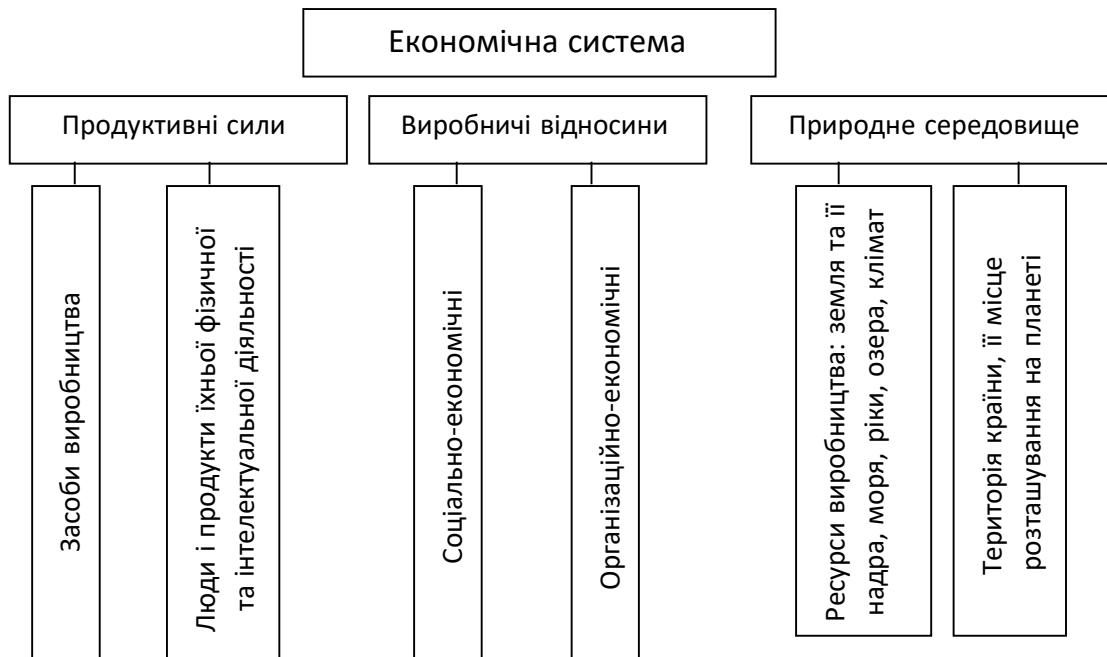 Економічна система
Продуктивні сили
Виробничі відносини
Природне середовище
Засоби виробництва
Люди і продукти їхньої фізичної
та інтелектуальної діяльності
Соціально-економічні
Організаційно-економічні
Ресурси виробництва: земля та її
надра, моря, ріки, озера, клімат
Територія країни, її місце
розташування на планеті